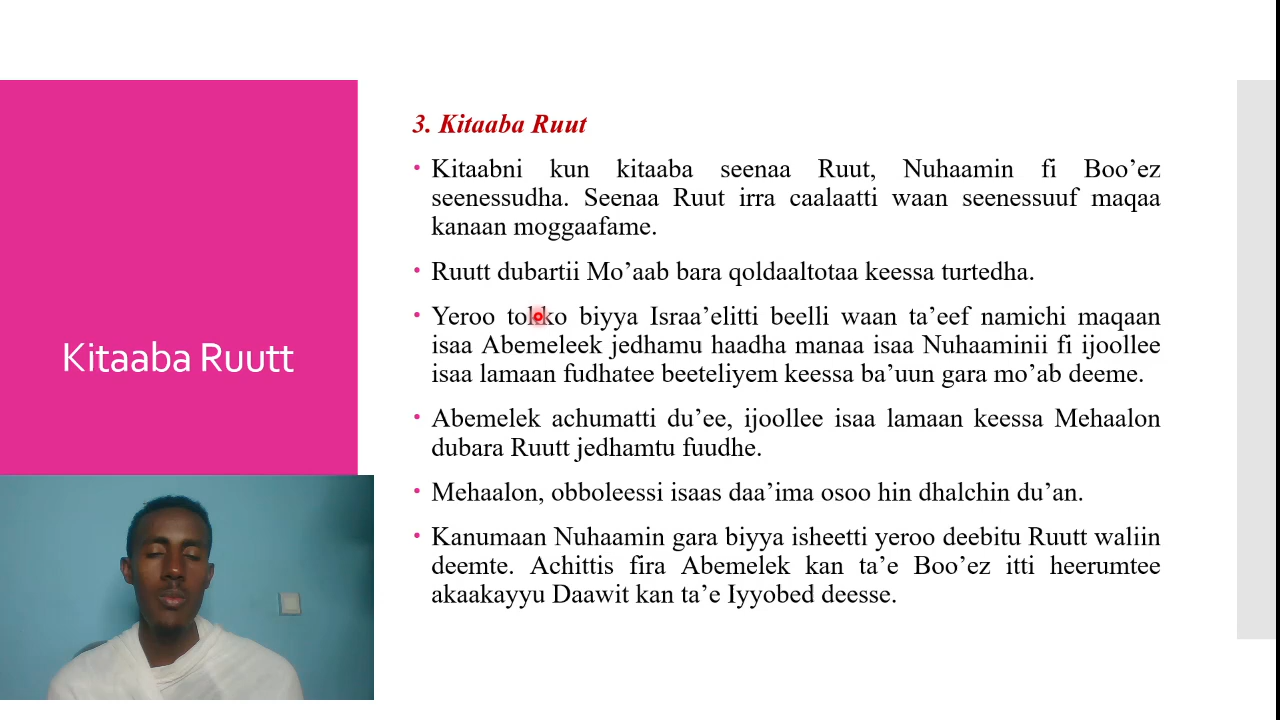 Kitaaba Ruutt
3. Kitaaba Ruut
• Kitaabni kun kitaaba seenaa Ruut, Nuhaamin fi Boo’ez
seenessudha. Seenaa Ruut irra caalaatti waan seenessuuf maqaa
kanaan moggaafame.
• Ruutt dubartii Mo’aab bara qoldaaltotaa keessa turtedha.
• Yeroo tokko biyya Israa’elitti beelli waan ta’eef namichi maqaan
isaa Abemeleek jedhamu haadha manaa isaa Nuhaaminii fi ijoollee
isaa lamaan fudhatee beeteliyem keessa ba’uun gara mo’ab deeme.
• Abemelek achumatti du’ee, ijoollee isaa lamaan keessa Mehaalon
dubara Ruutt jedhamtu fuudhe.
• Mehaalon, obboleessi isaas daa’ima osoo hin dhalchin du’an.
• Kanumaan Nuhaamin gara biyya isheetti yeroo deebitu Ruutt waliin
deemte. Achittis fira Abemelek kan ta’e Boo’ez itti heerumtee
akaakayyu Daawit kan ta’e Iyyobed deesse.